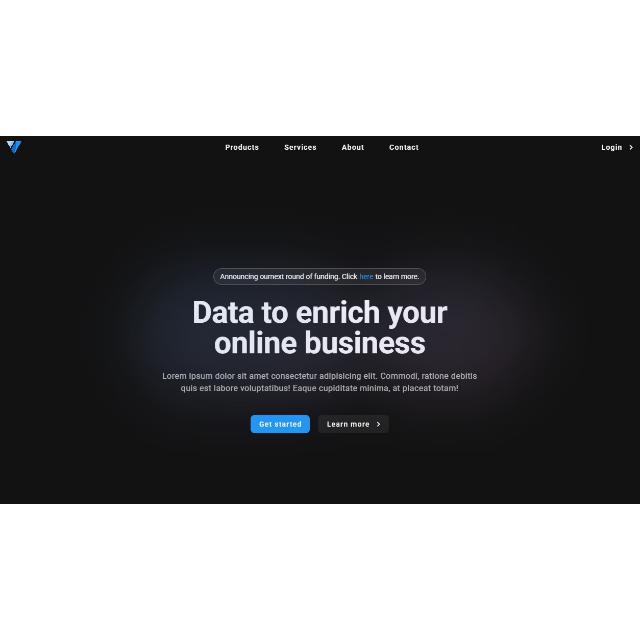 Products Services About Contact Login
Announcing ournext round of funding. Click here to learn more.
Data to enrich your
online business
Lorem ipsum dolor sit amet consectetur adipisicing elit. Commodi, ratione debitis
quis est labore voluptatibus! Eaque cupiditate minima, at placeat totam!
Get started Learn more